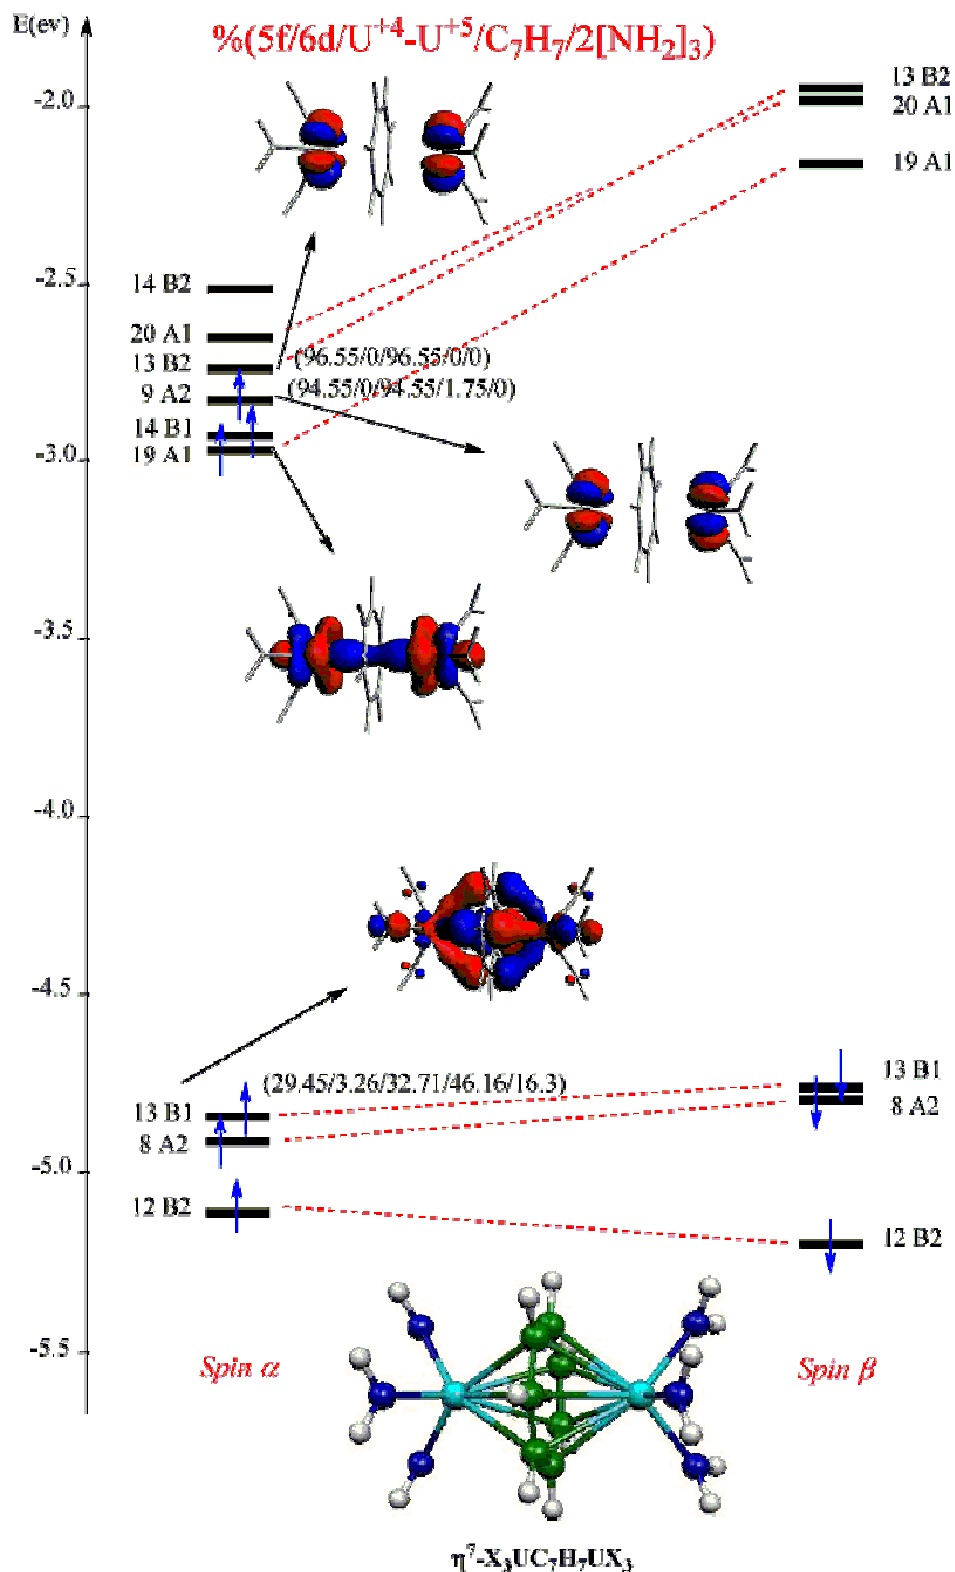 E(ev)
%(5f/6d/U⁺⁴-U⁺⁵/C₇H₇/2[NH₂]₃)
-2.0
13 B2
20 A1
19 A1
-2.5
14 B2
20 A1
13 B2
(96.55/0/96.55/0/0)
9 A2
(94.55/0/94.55/1.75/0)
14 B1
-3.0
19 A1
-3.5
-4.0
-4.5
(29.45/3.26/32.71/46.16/16.3)
13 B1
8 A2
13 B1
8 A2
-5.0
12 B2
12 B2
-5.5
Spin α
Spin β
η⁷-X₃UC₇H₇UX₃